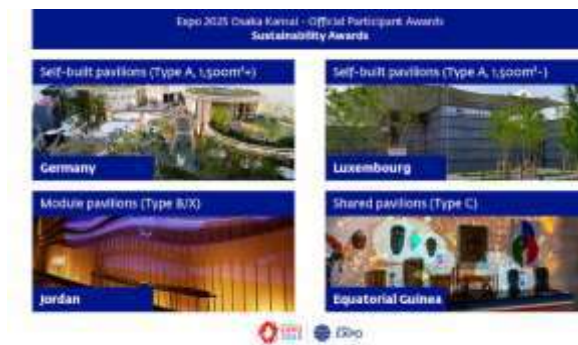 Expo 2025 Osaka Kansai - Official Participant Awards
Sustainability Awards
Self-built pavilions (Type A, 1,500m²+)
Self-built pavilions (Type A, 1,500m²-)
Germany
Luxembourg
Module pavilions (Type B/X)
Shared pavilions (Type C)
Jordan
Equatorial Guinea
EXPO